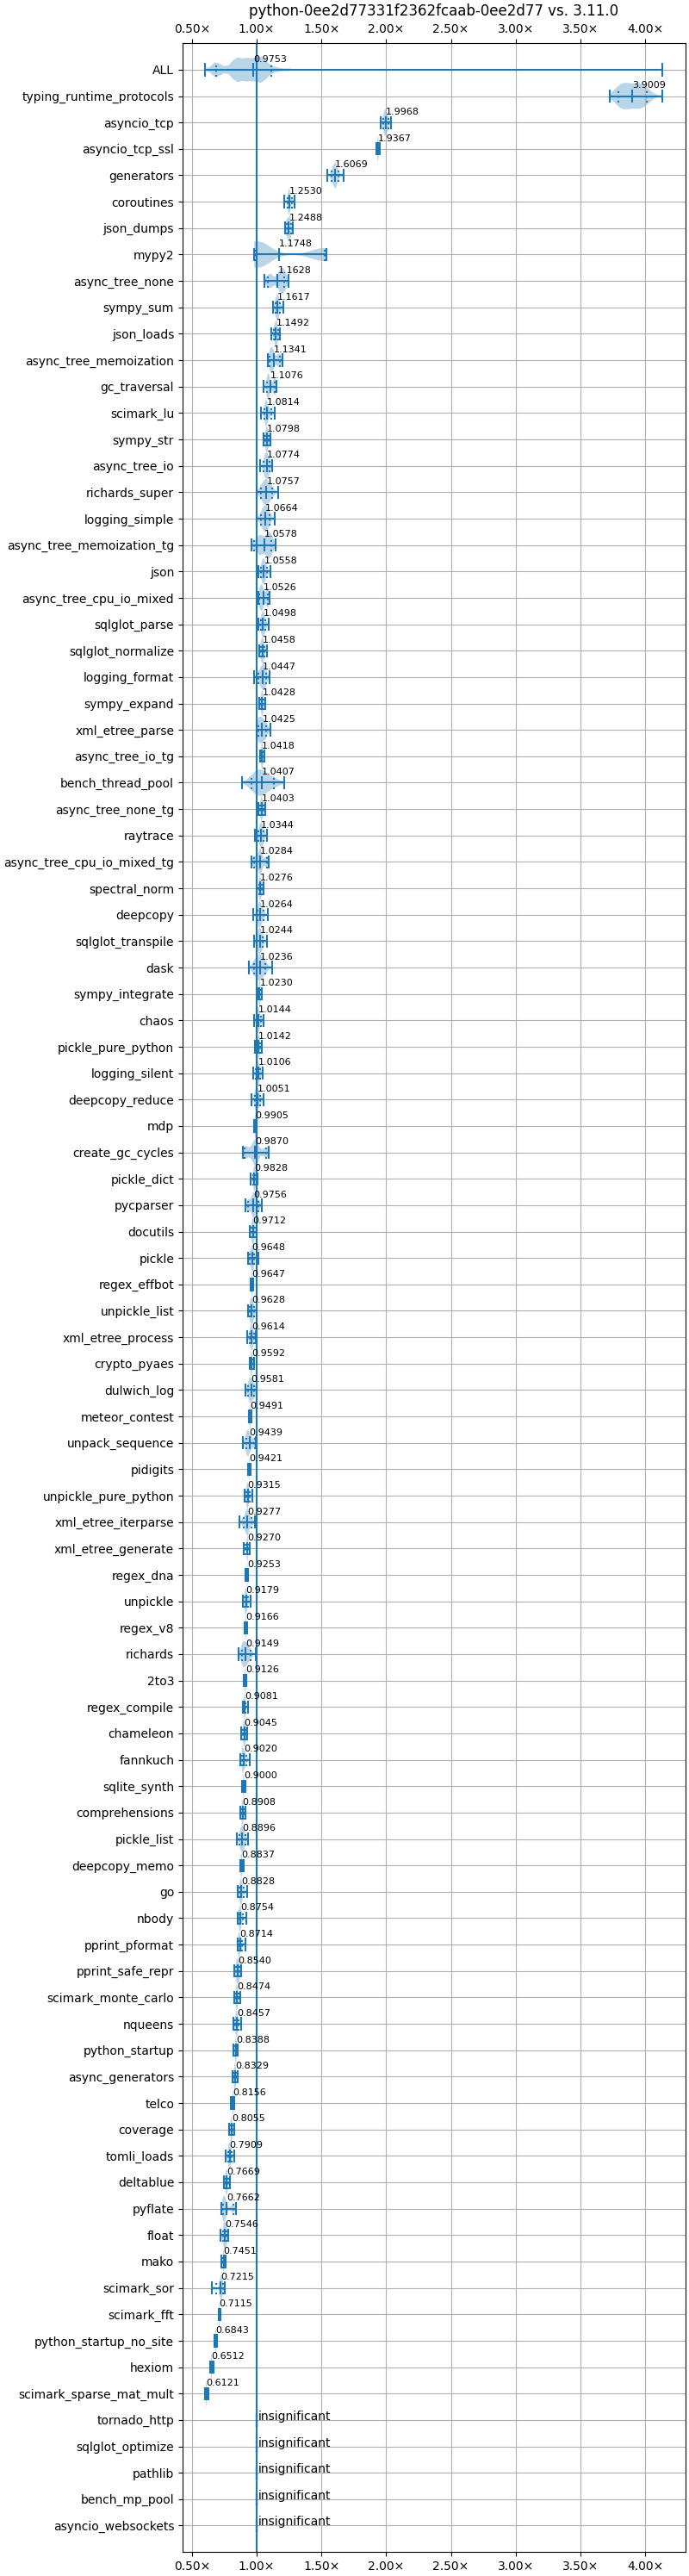 python-0ee2d77331f2362fcaab-0ee2d77 vs. 3.11.0
0.50× 1.00× 1.50× 2.00× 2.50× 3.00× 3.50× 4.00×
ALL 0.9753
typing_runtime_protocols 3.9009
asyncio_tcp 1.9968
asyncio_tcp_ssl 1.9367
generators 1.6069
coroutines 1.2530
json_dumps 1.2488
mypy2 1.1748
async_tree_none 1.1628
sympy_sum 1.1617
json_loads 1.1492
async_tree_memoization 1.1341
gc_traversal 1.1076
scimark_lu 1.0814
sympy_str 1.0798
async_tree_io 1.0774
richards_super 1.0757
logging_simple 1.0664
async_tree_memoization_tg 1.0578
json 1.0558
async_tree_cpu_io_mixed 1.0526
sqlglot_parse 1.0498
sqlglot_normalize 1.0458
logging_format 1.0447
sympy_expand 1.0428
xml_etree_parse 1.0425
async_tree_io_tg 1.0418
bench_thread_pool 1.0407
async_tree_none_tg 1.0403
raytrace 1.0344
async_tree_cpu_io_mixed_tg 1.0284
spectral_norm 1.0276
deepcopy 1.0264
sqlglot_transpile 1.0244
dask 1.0236
sympy_integrate 1.0230
chaos 1.0144
pickle_pure_python 1.0142
logging_silent 1.0106
deepcopy_reduce 1.0051
mdp 0.9905
create_gc_cycles 0.9870
pickle_dict 0.9828
pycparser 0.9756
docutils 0.9712
pickle 0.9648
regex_effbot 0.9647
unpickle_list 0.9628
xml_etree_process 0.9614
crypto_pyaes 0.9592
dulwich_log 0.9581
meteor_contest 0.9491
unpack_sequence 0.9439
pidigits 0.9421
unpickle_pure_python 0.9315
xml_etree_iterparse 0.9277
xml_etree_generate 0.9270
regex_dna 0.9253
unpickle 0.9179
regex_v8 0.9166
richards 0.9149
2to3 0.9126
regex_compile 0.9081
chameleon 0.9045
fannkuch 0.9020
sqlite_synth 0.9000
comprehensions 0.8908
pickle_list 0.8896
deepcopy_memo 0.8837
go 0.8828
nbody 0.8754
pprint_pformat 0.8714
pprint_safe_repr 0.8540
scimark_monte_carlo 0.8474
nqueens 0.8457
python_startup 0.8388
async_generators 0.8329
telco 0.8156
coverage 0.8055
tomli_loads 0.7909
deltablue 0.7669
pyflate 0.7662
float 0.7546
mako 0.7451
scimark_sor 0.7215
scimark_fft 0.7115
python_startup_no_site 0.6843
hexiom 0.6512
scimark_sparse_mat_mult 0.6121
tornado_http insignificant
sqlglot_optimize insignificant
pathlib insignificant
bench_mp_pool insignificant
asyncio_websockets insignificant
0.50× 1.00× 2.00× 2.50× 3.00× 3.50× 4.00×